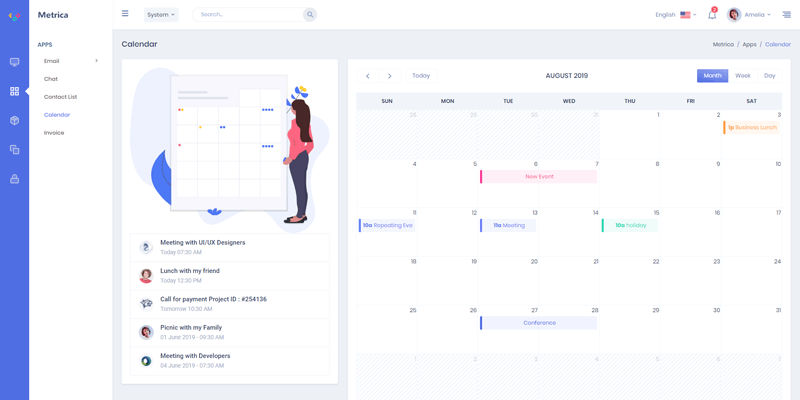 Metrica
System
Search...
English
2
Amelia
APPS
Email
Chat
Contact List
Calendar
Invoice
Calendar
Metrica / Apps / Calendar
Meeting with UI/UX Designers
Today 07:30 AM
Lunch with my friend
Today 12:30 PM
Call for payment Project ID : #254136
Tomorrow 10:30 AM
Picnic with my Family
01 June 2019 - 09:30 AM
Meeting with Developers
04 June 2019 - 07:30 AM
Today
AUGUST 2019
Month Week Day
SUN MON TUE WED THU FRI SAT
28 29 30 31 1 2 3
1p Business Lunch
4 5 6 7 8 9 10
New Event
11 12 13 14 15 16 17
10a Repeating Eve
11a Meeting
10a holiday
18 19 20 21 22 23 24
25 26 27 28 29 30 31
Conference
1 2 3 4 5 6 7